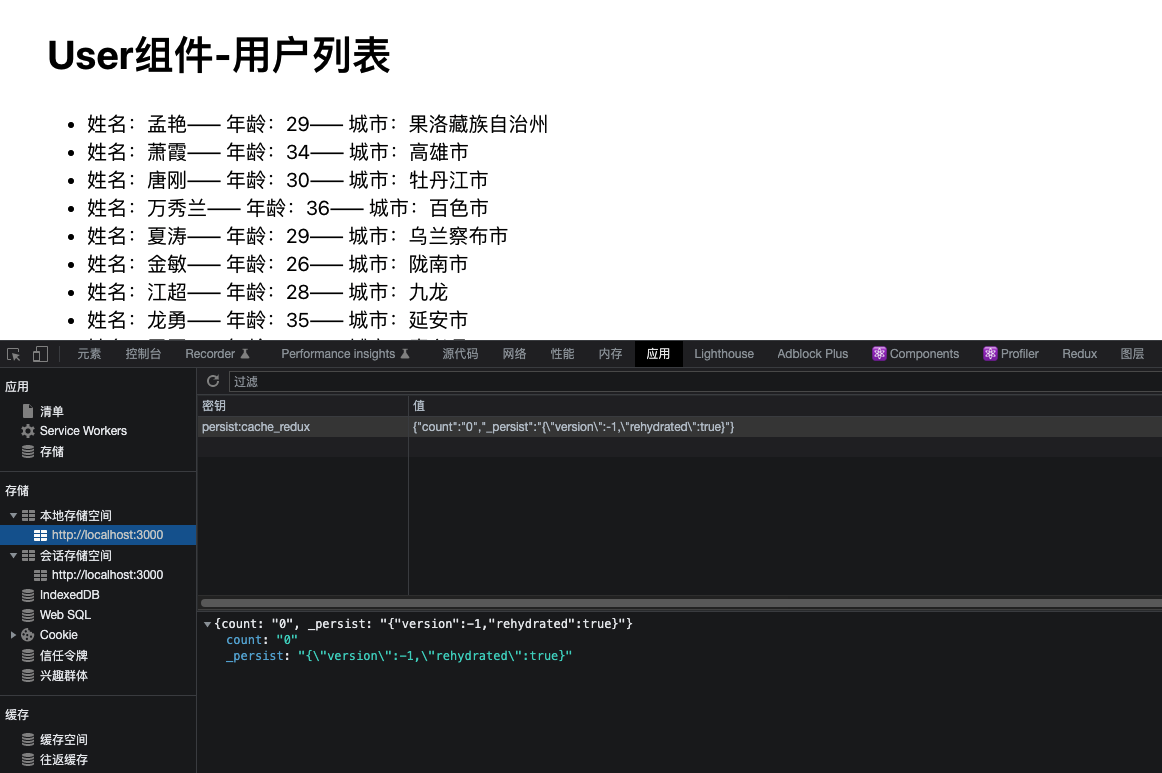 User组件-用户列表
姓名：孟艳—— 年龄：29—— 城市：果洛藏族自治州
姓名：萧霞—— 年龄：34—— 城市：高雄市
姓名：唐刚—— 年龄：30—— 城市：牡丹江市
姓名：万秀兰—— 年龄：36—— 城市：百色市
姓名：夏涛—— 年龄：29—— 城市：乌兰察布市
姓名：金敏—— 年龄：26—— 城市：陇南市
姓名：江超—— 年龄：28—— 城市：九龙
姓名：龙勇—— 年龄：35—— 城市：延安市
元素 控制台 Recorder Performance insights 源代码 网络 性能 内存 应用 Lighthouse Adblock Plus Components Profiler Redux 图层
应用
清单
Service Workers
存储
存储
本地存储空间
http://localhost:3000
会话存储空间
http://localhost:3000
IndexedDB
Web SQL
Cookie
信任令牌
兴趣群体
缓存
缓存空间
往返缓存
过滤
密钥 值
persist:cache_redux {"count":"0","_persist":"{\"version\":-1,\"rehydrated\":true}"}
{count: "0", _persist: "{"version":-1,"rehydrated":true}"}
count: "0"
_persist: "{\"version\":-1,\"rehydrated\":true}"